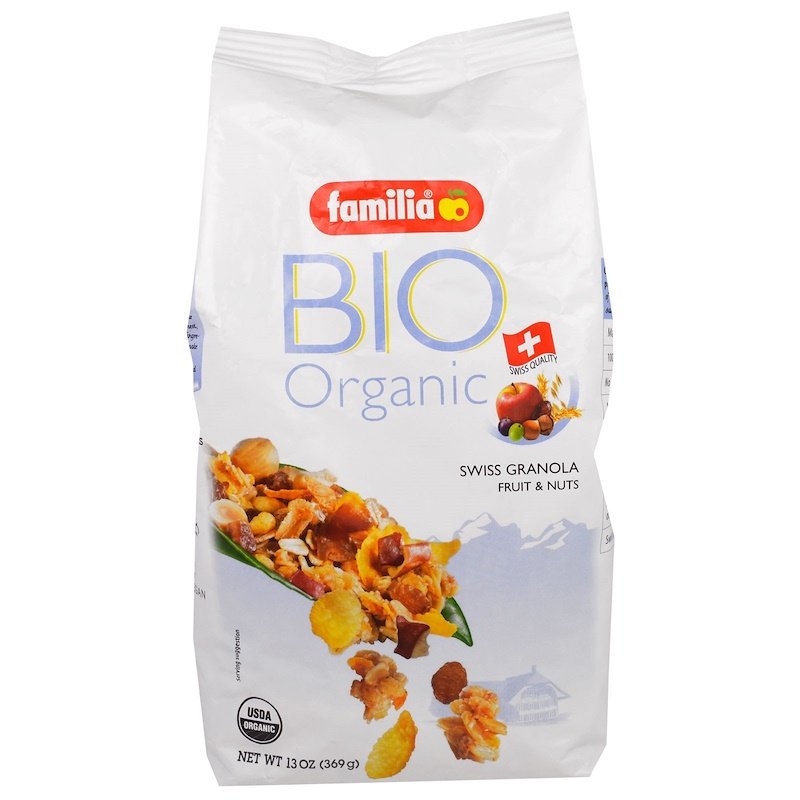 familia®
BIO
Organic
SWISS QUALITY
SWISS GRANOLA
FRUIT & NUTS
serving suggestion
USDA
ORGANIC
NET WT 13 OZ (369 g)